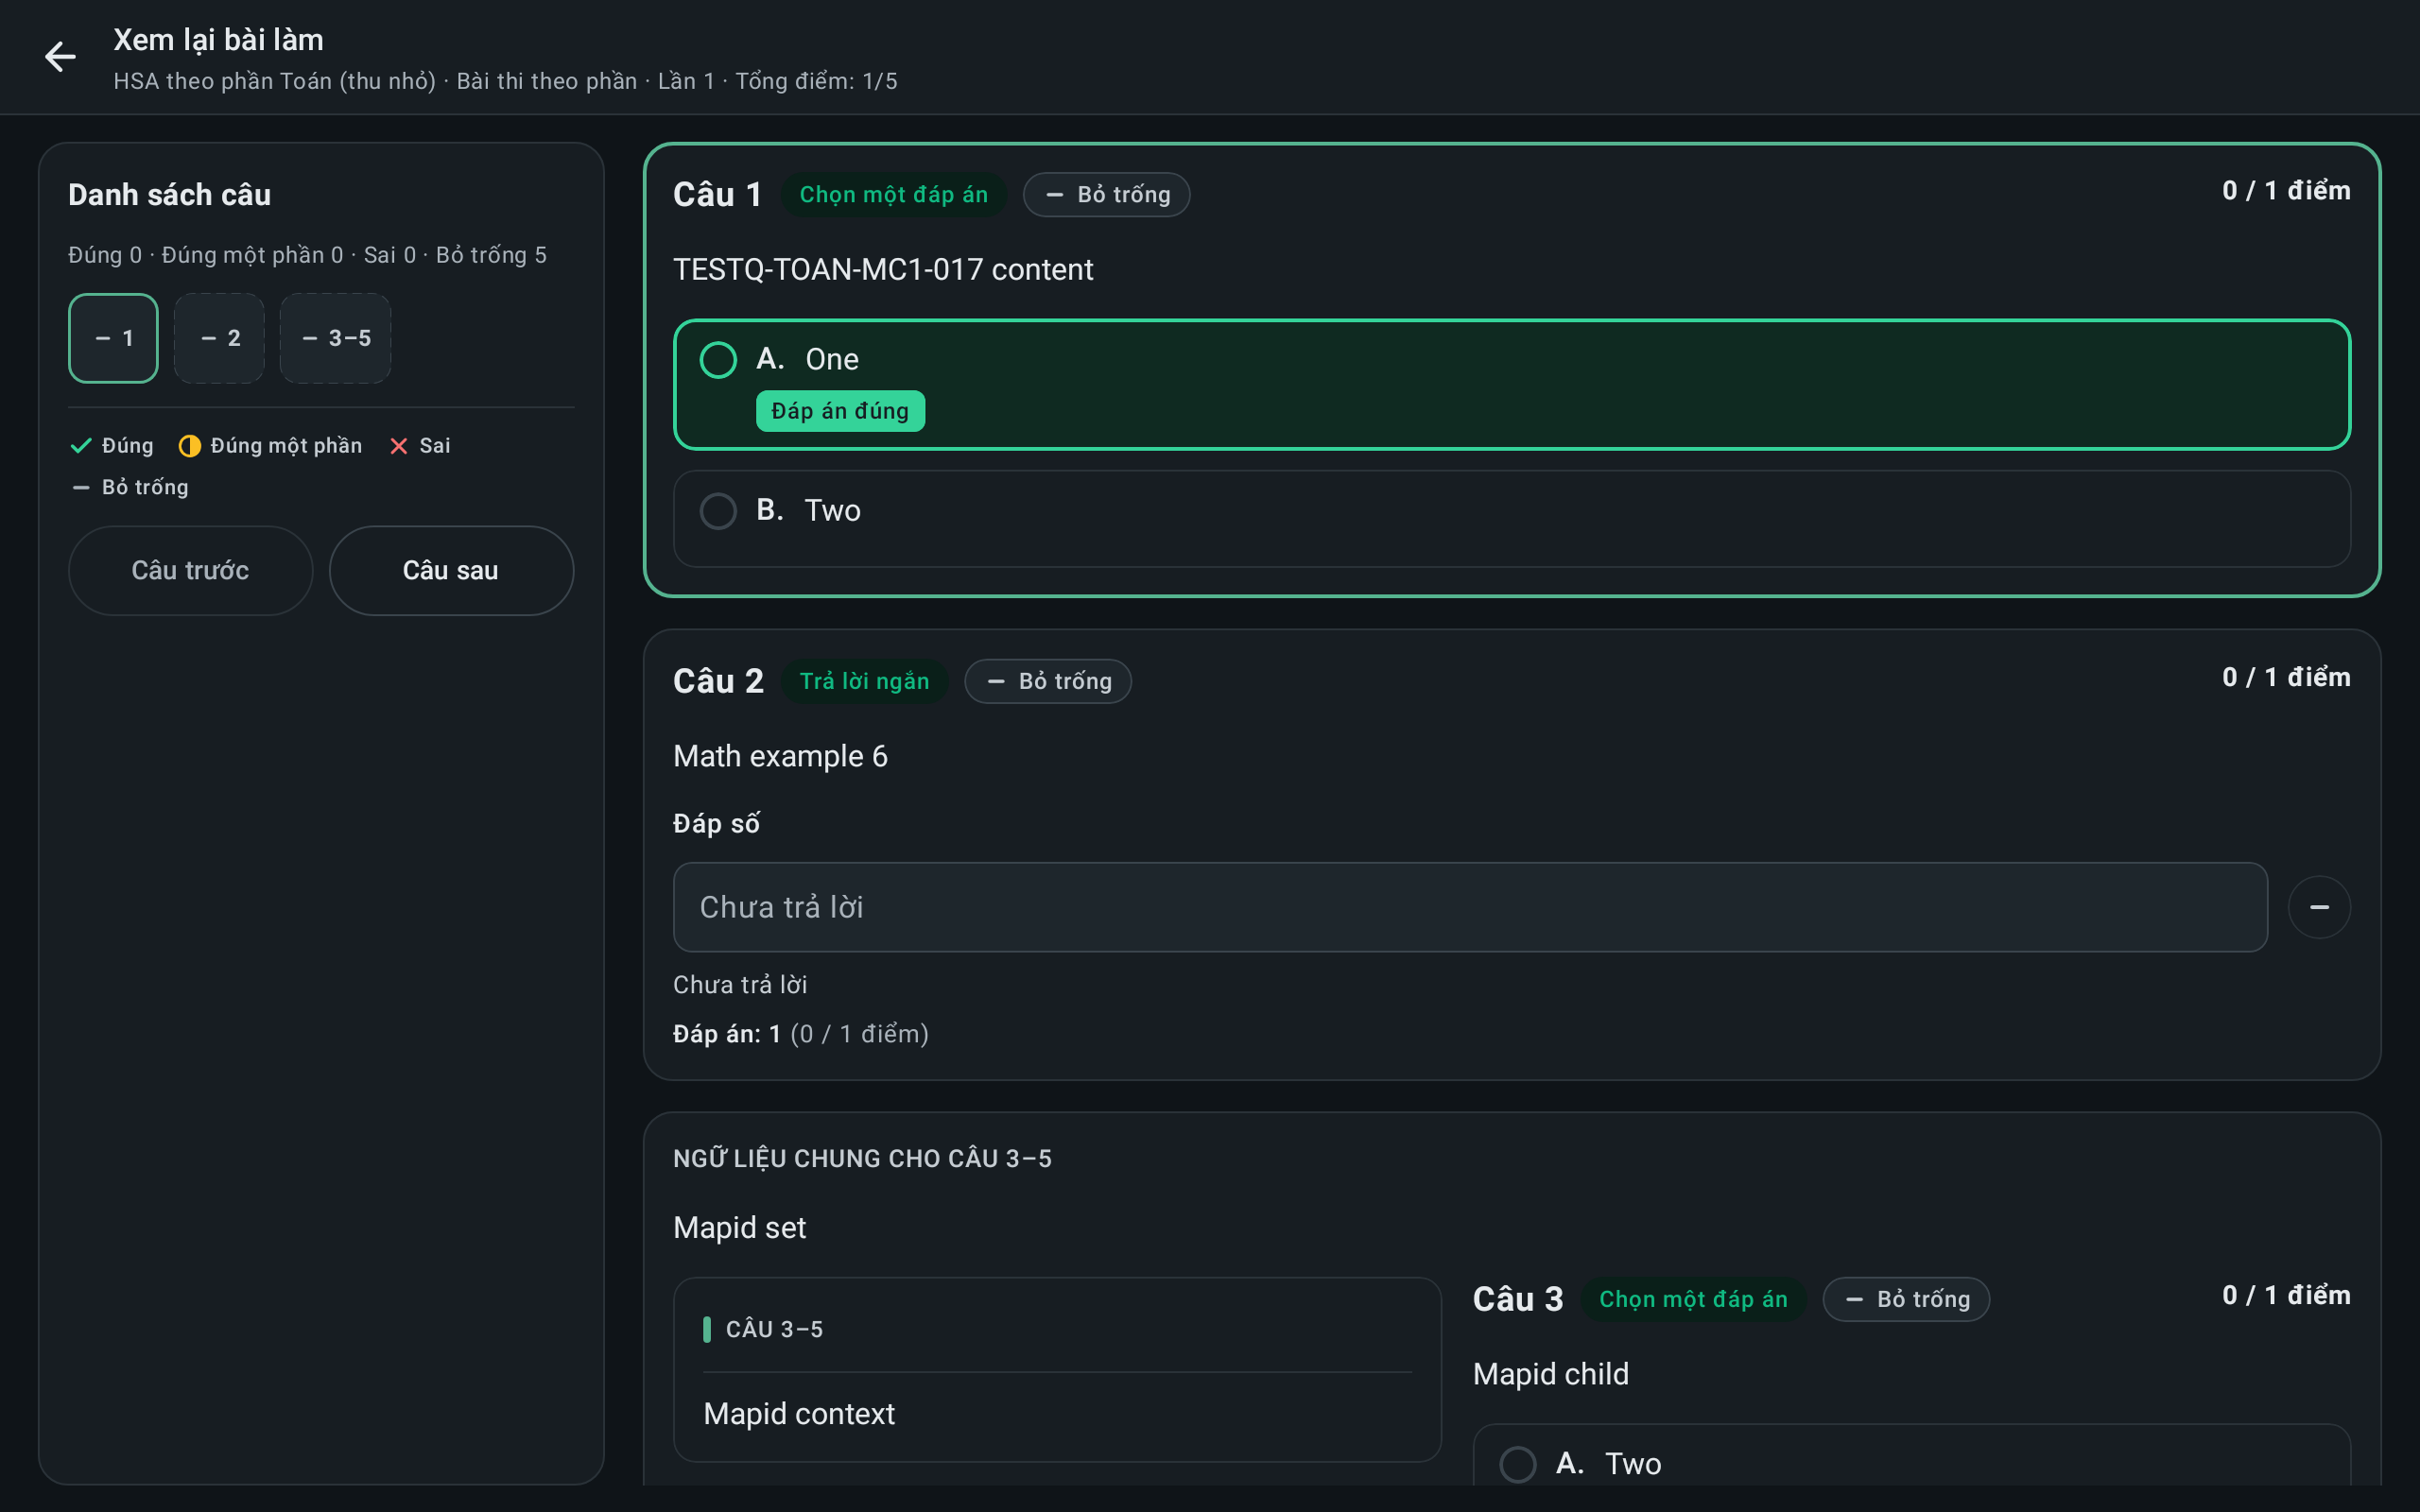 Xem lại bài làm
HSA theo phần Toán (thu nhỏ) · Bài thi theo phần · Lần 1 · Tổng điểm: 1/5
Danh sách câu
Đúng 0 · Đúng một phần 0 · Sai 0 · Bỏ trống 5
– 1
– 2
– 3–5
Đúng
Đúng một phần
Sai
– Bỏ trống
Câu trước
Câu sau
Câu 1
Chọn một đáp án
– Bỏ trống
0 / 1 điểm
TESTQ-TOAN-MC1-017 content
A. One
Đáp án đúng
B. Two
Câu 2
Trả lời ngắn
– Bỏ trống
0 / 1 điểm
Math example 6
Đáp số
Chưa trả lời
–
Chưa trả lời
Đáp án: 1 (0 / 1 điểm)
NGỮ LIỆU CHUNG CHO CÂU 3–5
Mapid set
CÂU 3–5
Mapid context
Câu 3
Chọn một đáp án
– Bỏ trống
0 / 1 điểm
Mapid child
A. Two